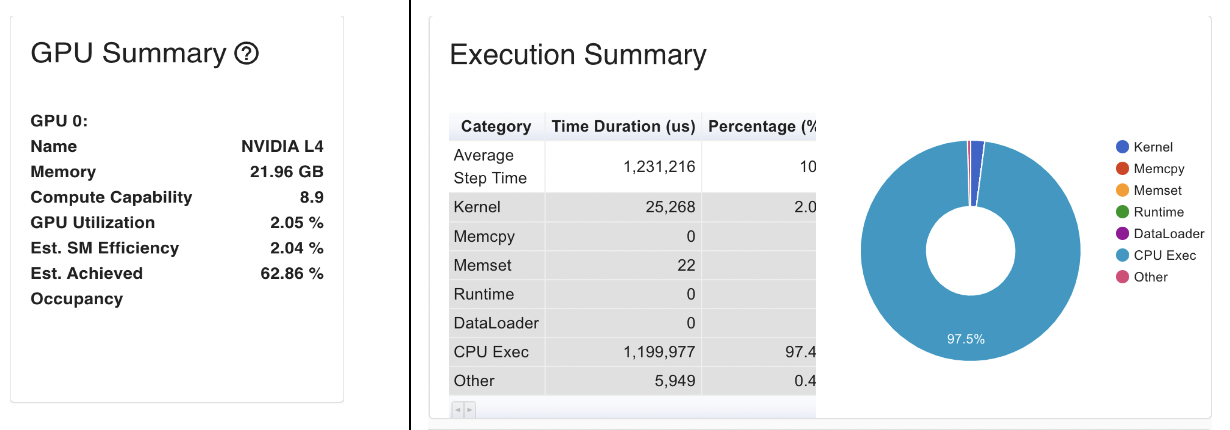 GPU Summary ?
GPU 0:
Name NVIDIA L4
Memory 21.96 GB
Compute Capability 8.9
GPU Utilization 2.05 %
Est. SM Efficiency 2.04 %
Est. Achieved 62.86 %
Occupancy
Execution Summary
Category Time Duration (us) Percentage (%
Average
Step Time 1,231,216 10
Kernel 25,268 2.0
Memcpy 0
Memset 22
Runtime 0
DataLoader 0
CPU Exec 1,199,977 97.4
Other 5,949 0.4
97.5%
Kernel
Memcpy
Memset
Runtime
DataLoader
CPU Exec
Other